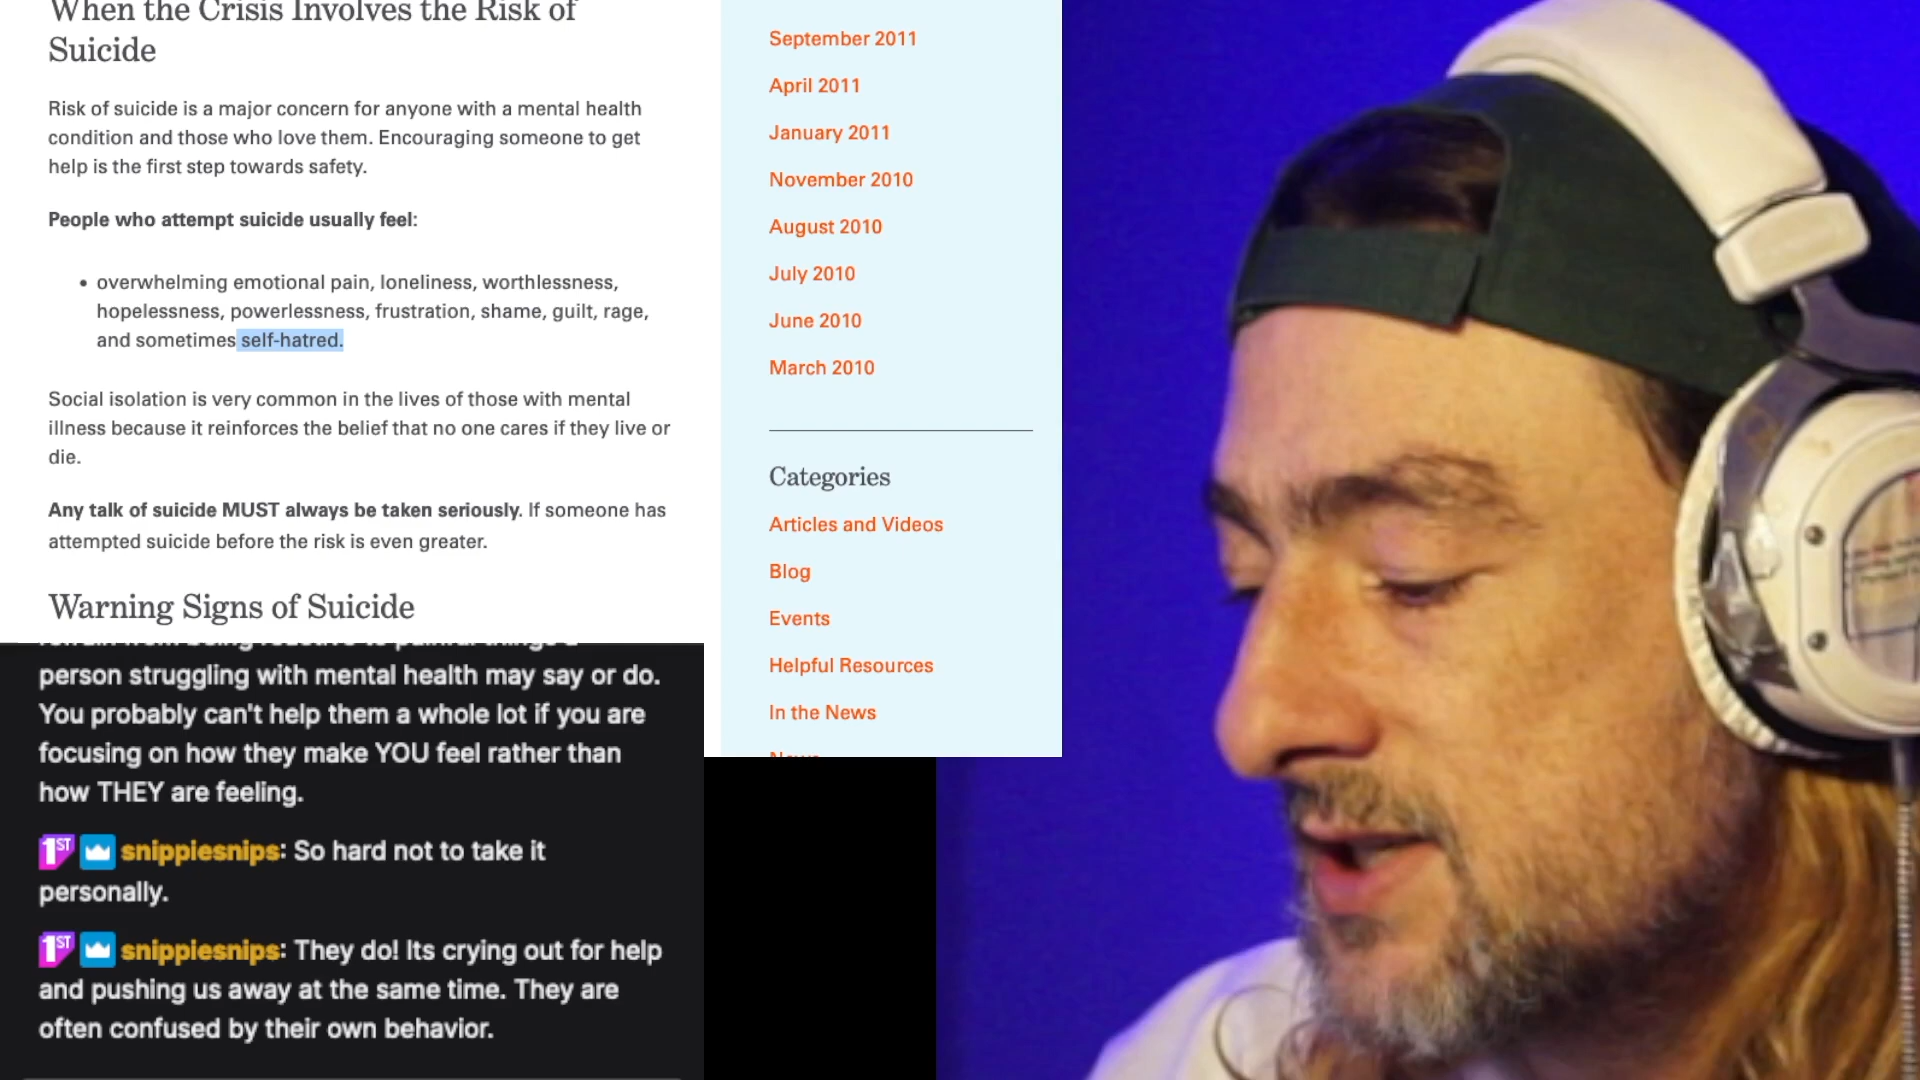 When the Crisis Involves the Risk of
Suicide
Risk of suicide is a major concern for anyone with a mental health
condition and those who love them. Encouraging someone to get
help is the first step towards safety.
People who attempt suicide usually feel:
• overwhelming emotional pain, loneliness, worthlessness,
hopelessness, powerlessness, frustration, shame, guilt, rage,
and sometimes self-hatred.
Social isolation is very common in the lives of those with mental
illness because it reinforces the belief that no one cares if they live or
die.
Any talk of suicide MUST always be taken seriously. If someone has
attempted suicide before the risk is even greater.
Warning Signs of Suicide
September 2011
April 2011
January 2011
November 2010
August 2010
July 2010
June 2010
March 2010
Categories
Articles and Videos
Blog
Events
Helpful Resources
In the News
person struggling with mental health may say or do.
You probably can't help them a whole lot if you are
focusing on how they make YOU feel rather than
how THEY are feeling.
1ST snippiesnips: So hard not to take it
personally.
1ST snippiesnips: They do! Its crying out for help
and pushing us away at the same time. They are
often confused by their own behavior.